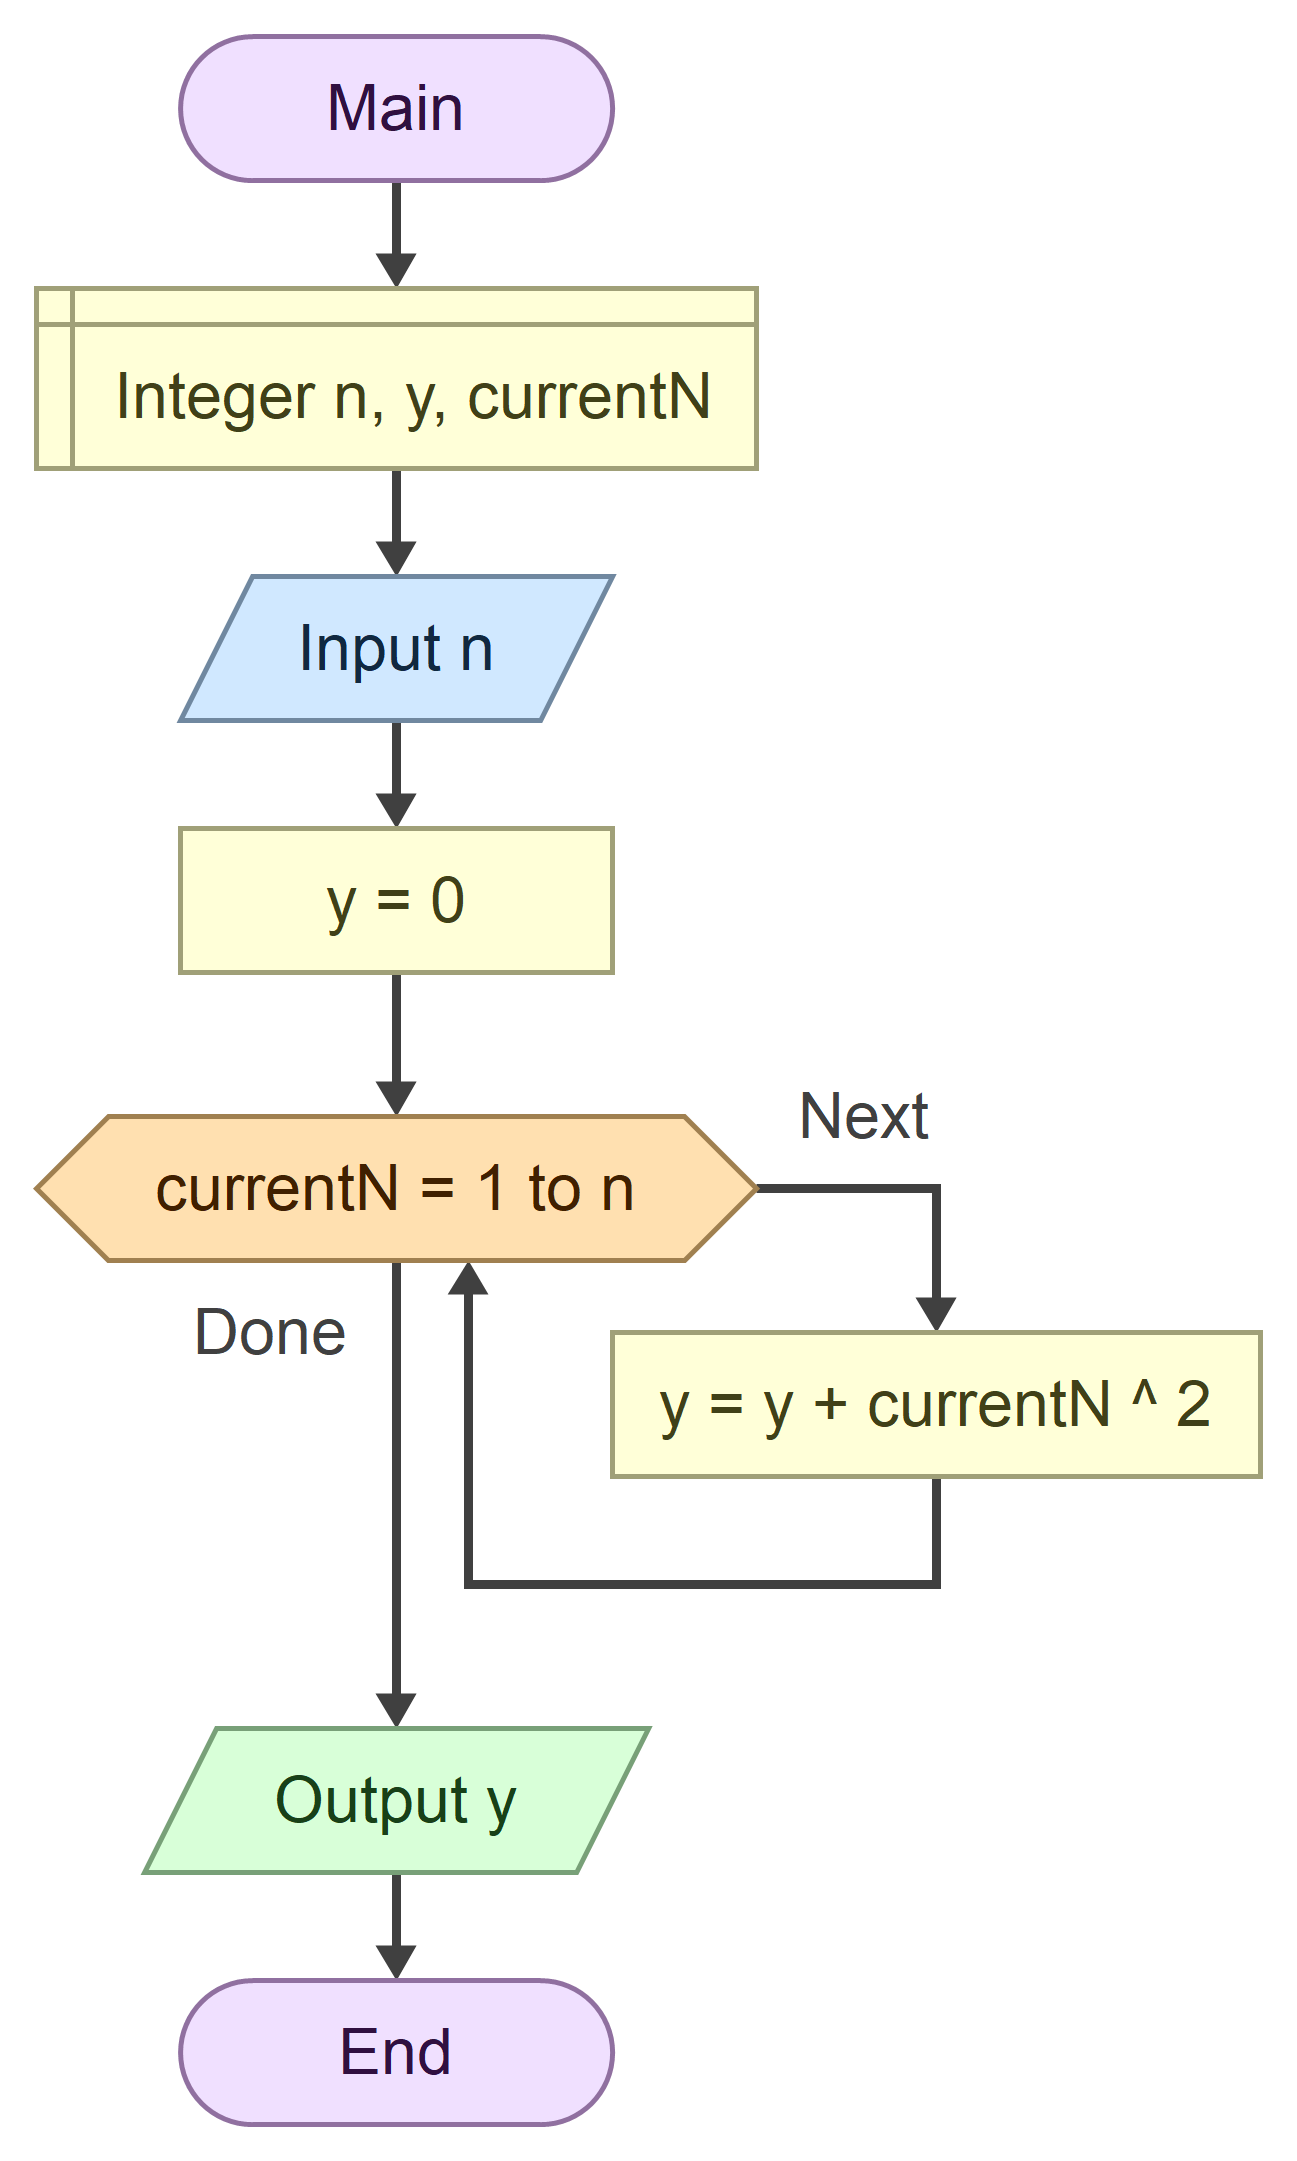 Main
Integer n, y, currentN
Input n
y = 0
currentN = 1 to n
Next
Done
y = y + currentN ^ 2
Output y
End